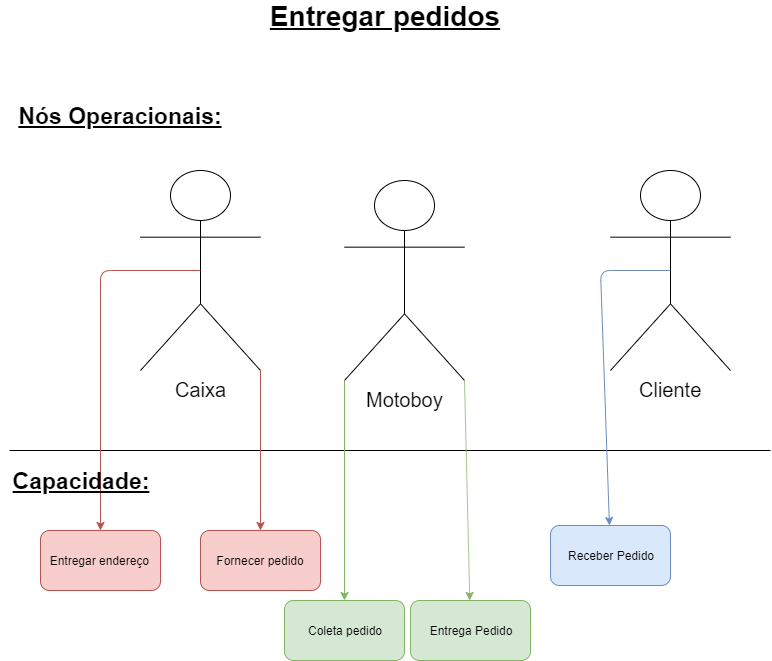 Entregar pedidos
Nós Operacionais:
Caixa
Motoboy
Cliente
Capacidade:
Entregar endereço
Fornecer pedido
Receber Pedido
Coleta pedido
Entrega Pedido